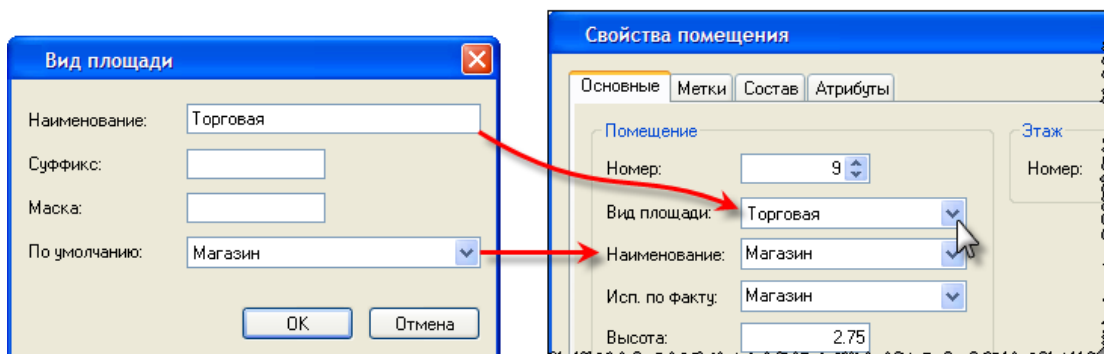 Вид площади
Наименование: Торговая
Суффикс:
Маска:
По умолчанию: Магазин
OK Отмена
Свойства помещения
Основные Метки Состав Атрибуты
Помещение
Номер: 9
Вид площади: Торговая
Наименование: Магазин
Исп. по факту: Магазин
Высота: 2.75
Этаж
Номер: